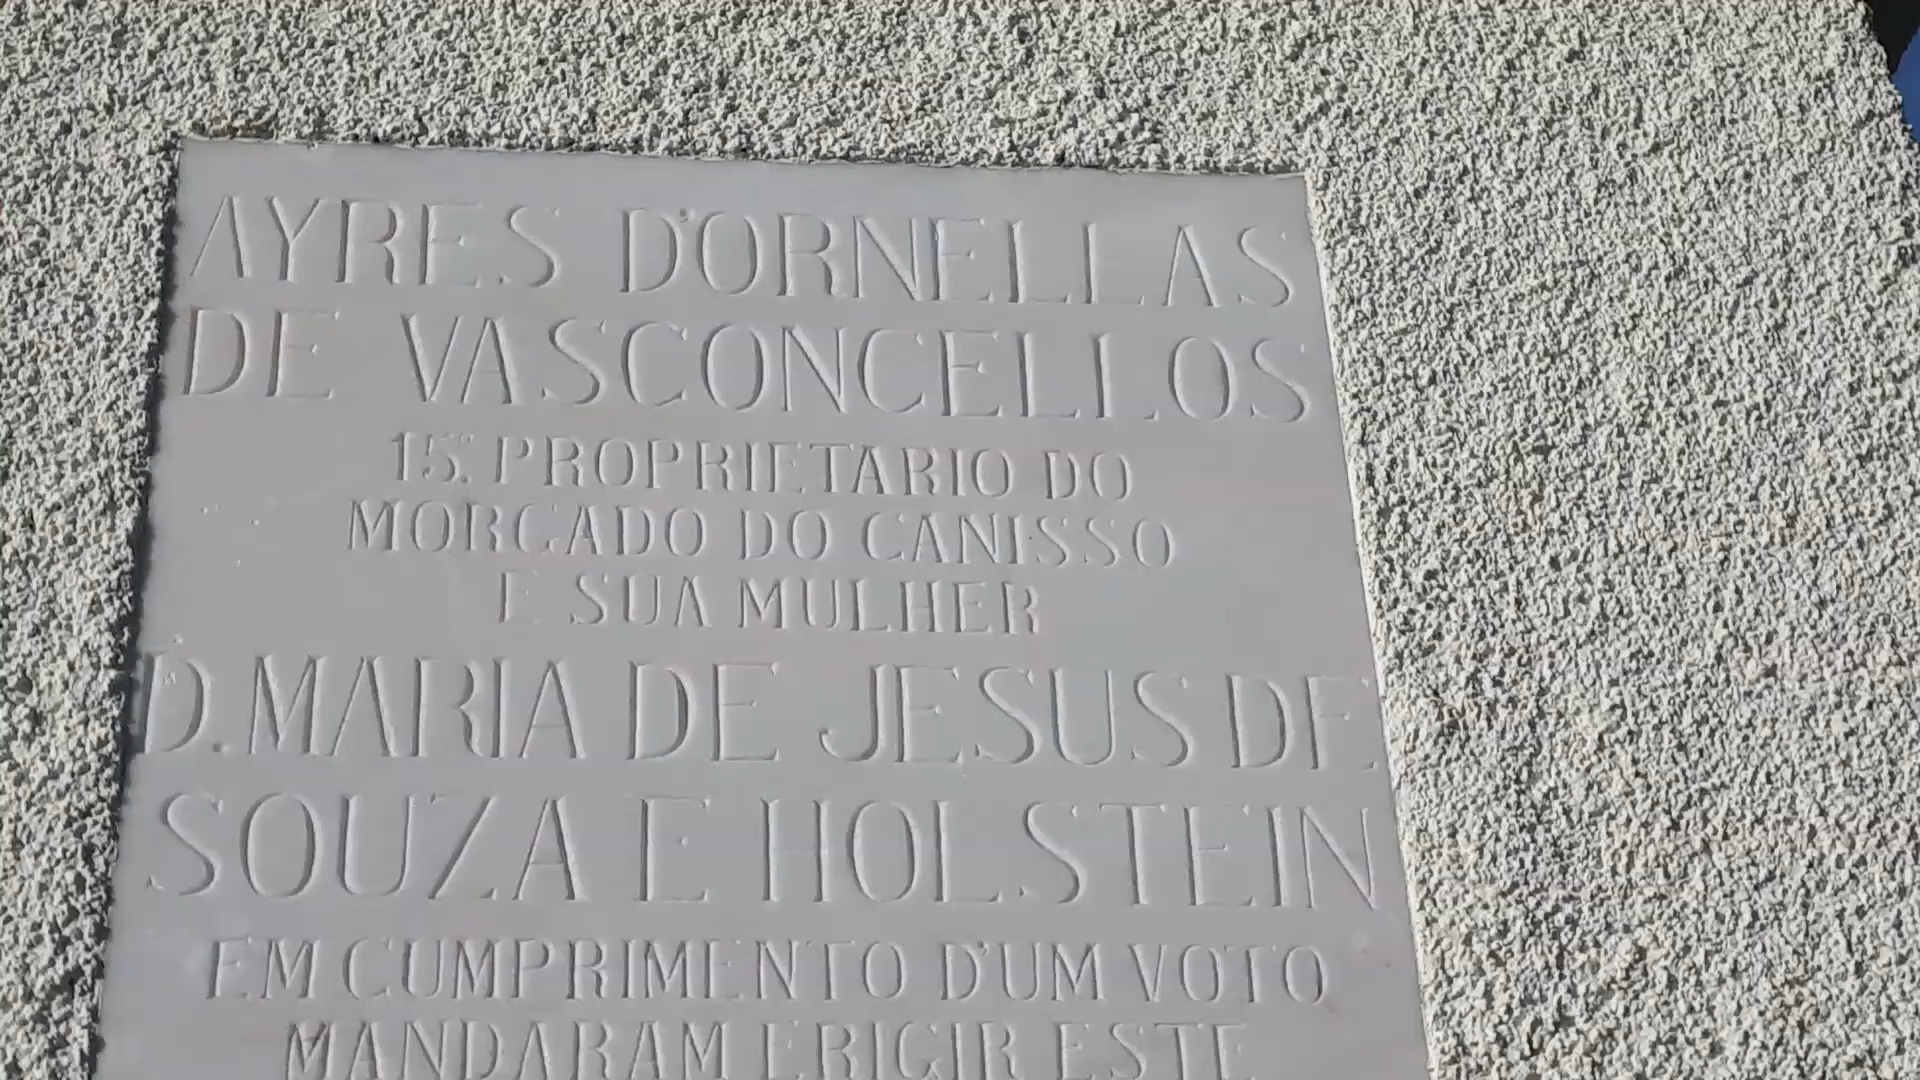 AYRES D'ORNELLAS
DE VASCONCELLOS
15.º PROPRIETARIO DO
MORGADO DO CANISSO
E SUA MULHER
D. MARIA DE JESUS DE
SOUZA E HOLSTEIN
EM CUMPRIMENTO D'UM VOTO
MANDARAM ERIGIR ESTE